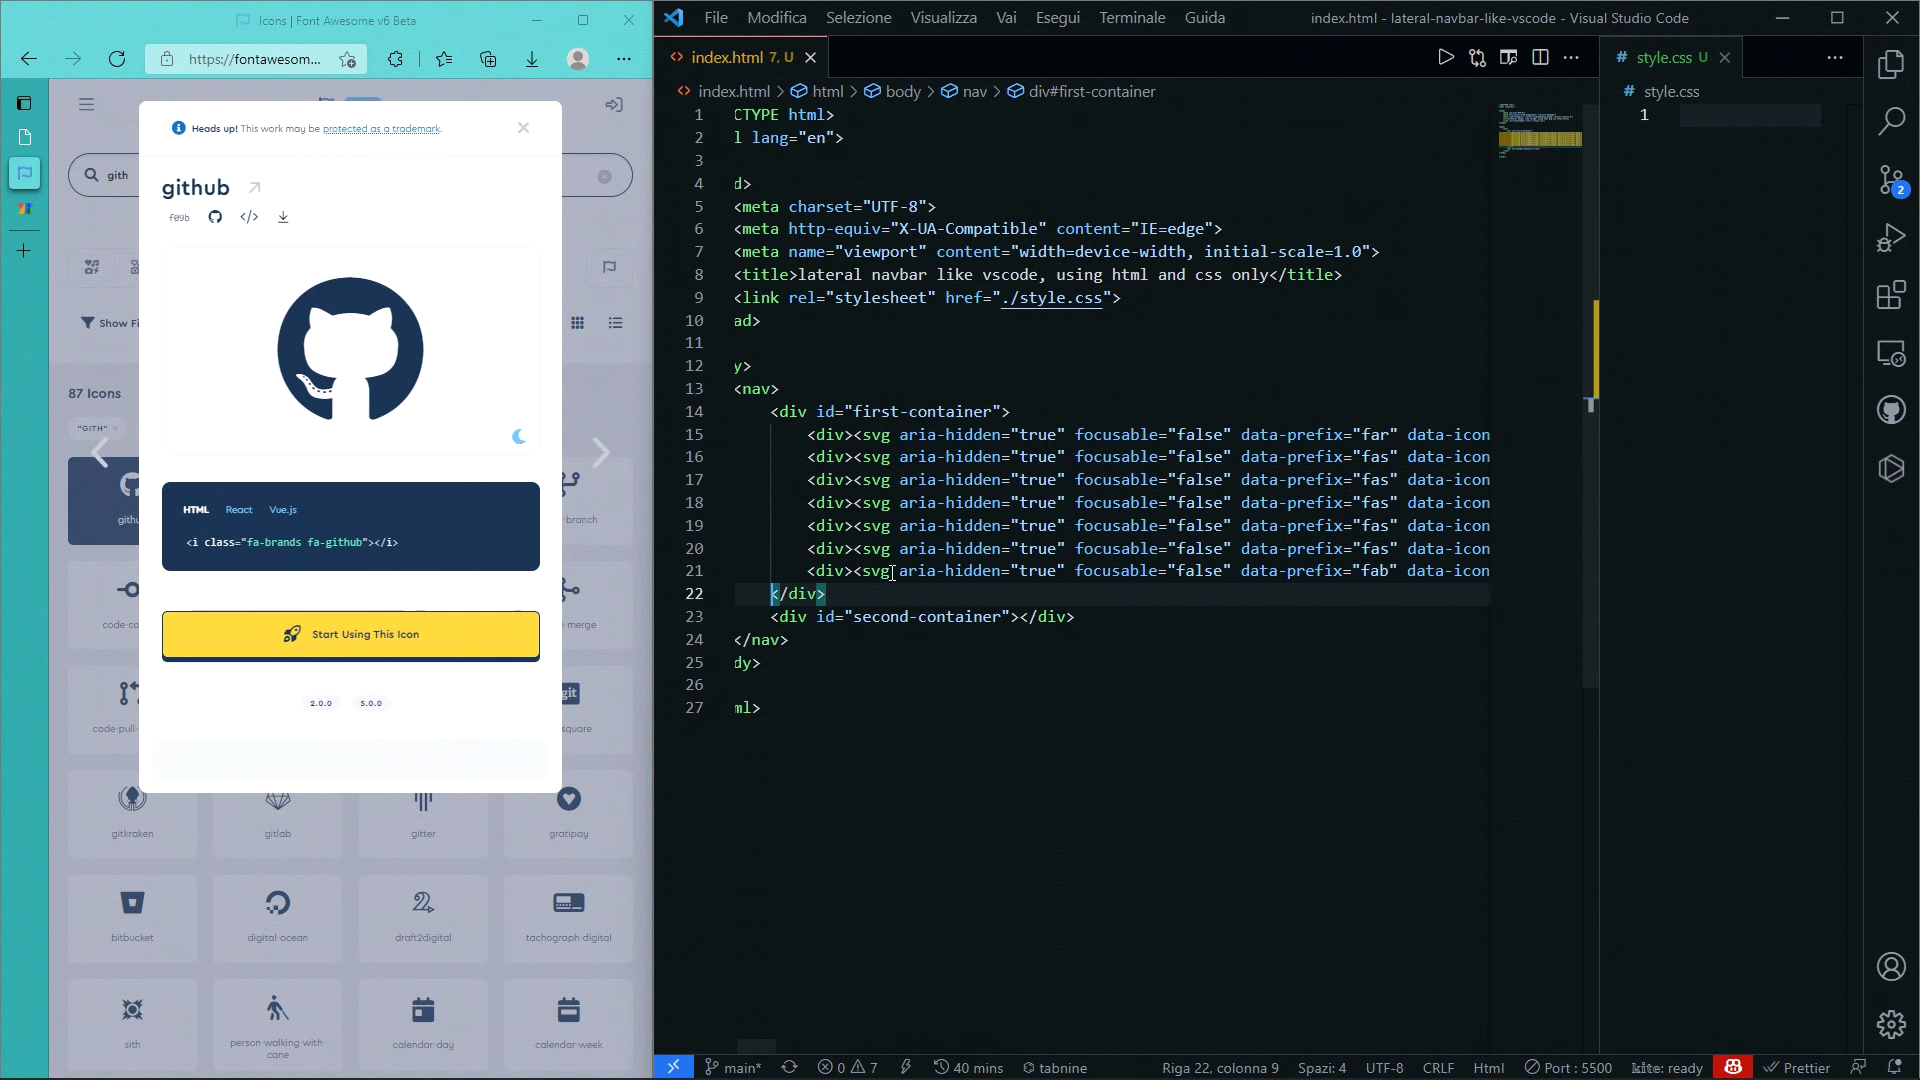 Icons | Font Awesome v6 Beta
https://fontawesom...
Heads up! This work may be protected as a trademark.
gith
github
f09b
Show Fi
87 Icons
"GITH" ×
HTML React Vue.js
<i class="fa-brands fa-github"></i>
Start Using This Icon
2.0.0 5.0.0
githu
branch
code-co
-merge
code-pull-
git
square
gitkraken
gitlab
gitter
gratipay
bitbucket
digital-ocean
draft2digital
tachograph-digital
sith
person-walking-with-cane
calendar-day
calendar-week
File Modifica Selezione Visualizza Vai Esegui Terminale Guida
index.html - lateral-navbar-like-vscode - Visual Studio Code
index.html 7, U
index.html > html > body > nav > div#first-container
1 CTYPE html>
2 l lang="en">
3
4 d>
5 <meta charset="UTF-8">
6 <meta http-equiv="X-UA-Compatible" content="IE=edge">
7 <meta name="viewport" content="width=device-width, initial-scale=1.0">
8 <title>lateral navbar like vscode, using html and css only</title>
9 <link rel="stylesheet" href="./style.css">
10 ad>
11
12 y>
13 <nav>
14 <div id="first-container">
15 <div><svg aria-hidden="true" focusable="false" data-prefix="far" data-icon
16 <div><svg aria-hidden="true" focusable="false" data-prefix="fas" data-icon
17 <div><svg aria-hidden="true" focusable="false" data-prefix="fas" data-icon
18 <div><svg aria-hidden="true" focusable="false" data-prefix="fas" data-icon
19 <div><svg aria-hidden="true" focusable="false" data-prefix="fas" data-icon
20 <div><svg aria-hidden="true" focusable="false" data-prefix="fas" data-icon
21 <div><svg aria-hidden="true" focusable="false" data-prefix="fab" data-icon
22 </div>
23 <div id="second-container"></div>
24 </nav>
25 dy>
26
27 ml>
# style.css U
# style.css
1
2
main* 0 7 40 mins tabnine Riga 22, colonna 9 Spazi: 4 UTF-8 CRLF Html Port : 5500 kite: ready Prettier